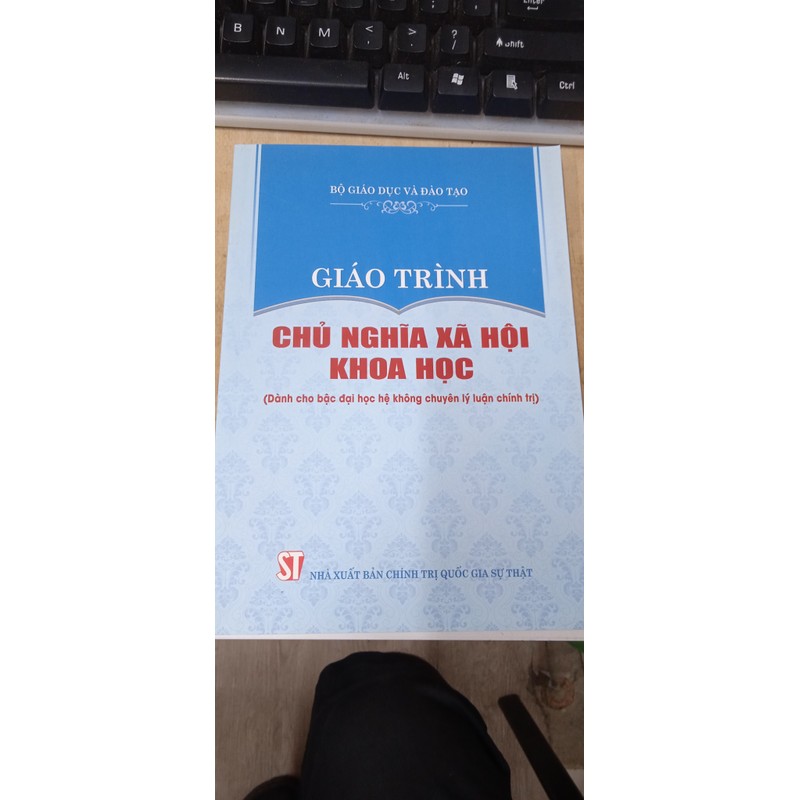 Enter
B N M < , > . ? / Shift
Alt Ctrl
BỘ GIÁO DỤC VÀ ĐÀO TẠO
GIÁO TRÌNH
CHỦ NGHĨA XÃ HỘI
KHOA HỌC
(Dành cho bậc đại học hệ không chuyên lý luận chính trị)
ST NHÀ XUẤT BẢN CHÍNH TRỊ QUỐC GIA SỰ THẬT